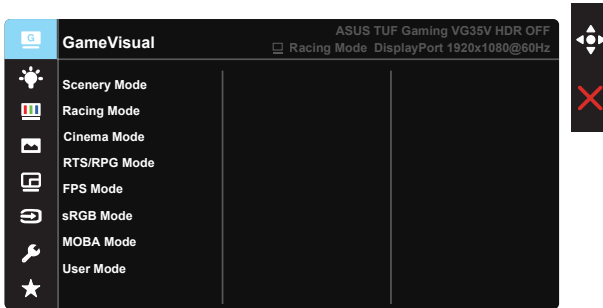 G
GameVisual
ASUS TUF Gaming VG35V HDR OFF
Racing Mode DisplayPort 1920x1080@60Hz
Scenery Mode
Racing Mode
Cinema Mode
RTS/RPG Mode
FPS Mode
sRGB Mode
MOBA Mode
User Mode